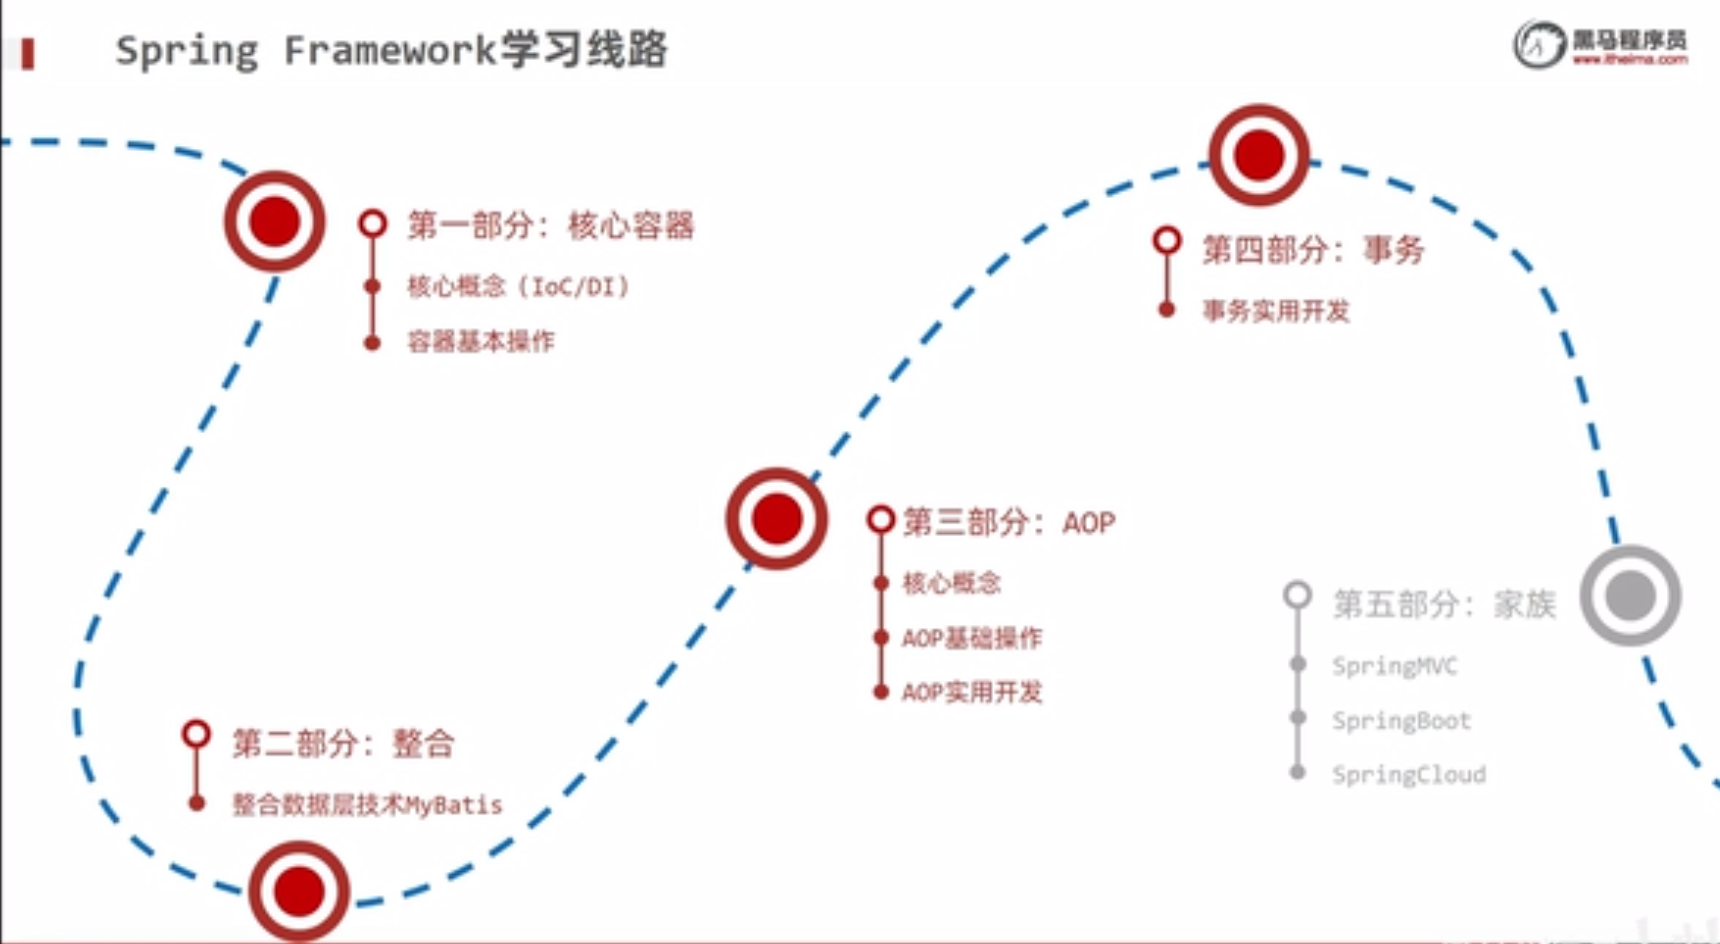 Spring Framework学习线路
黑马程序员
www.itheima.com
第一部分：核心容器
核心概念（IoC/DI）
容器基本操作
第二部分：整合
整合数据层技术MyBatis
第三部分：AOP
核心概念
AOP基础操作
AOP实用开发
第四部分：事务
事务实用开发
第五部分：家族
SpringMVC
SpringBoot
SpringCloud